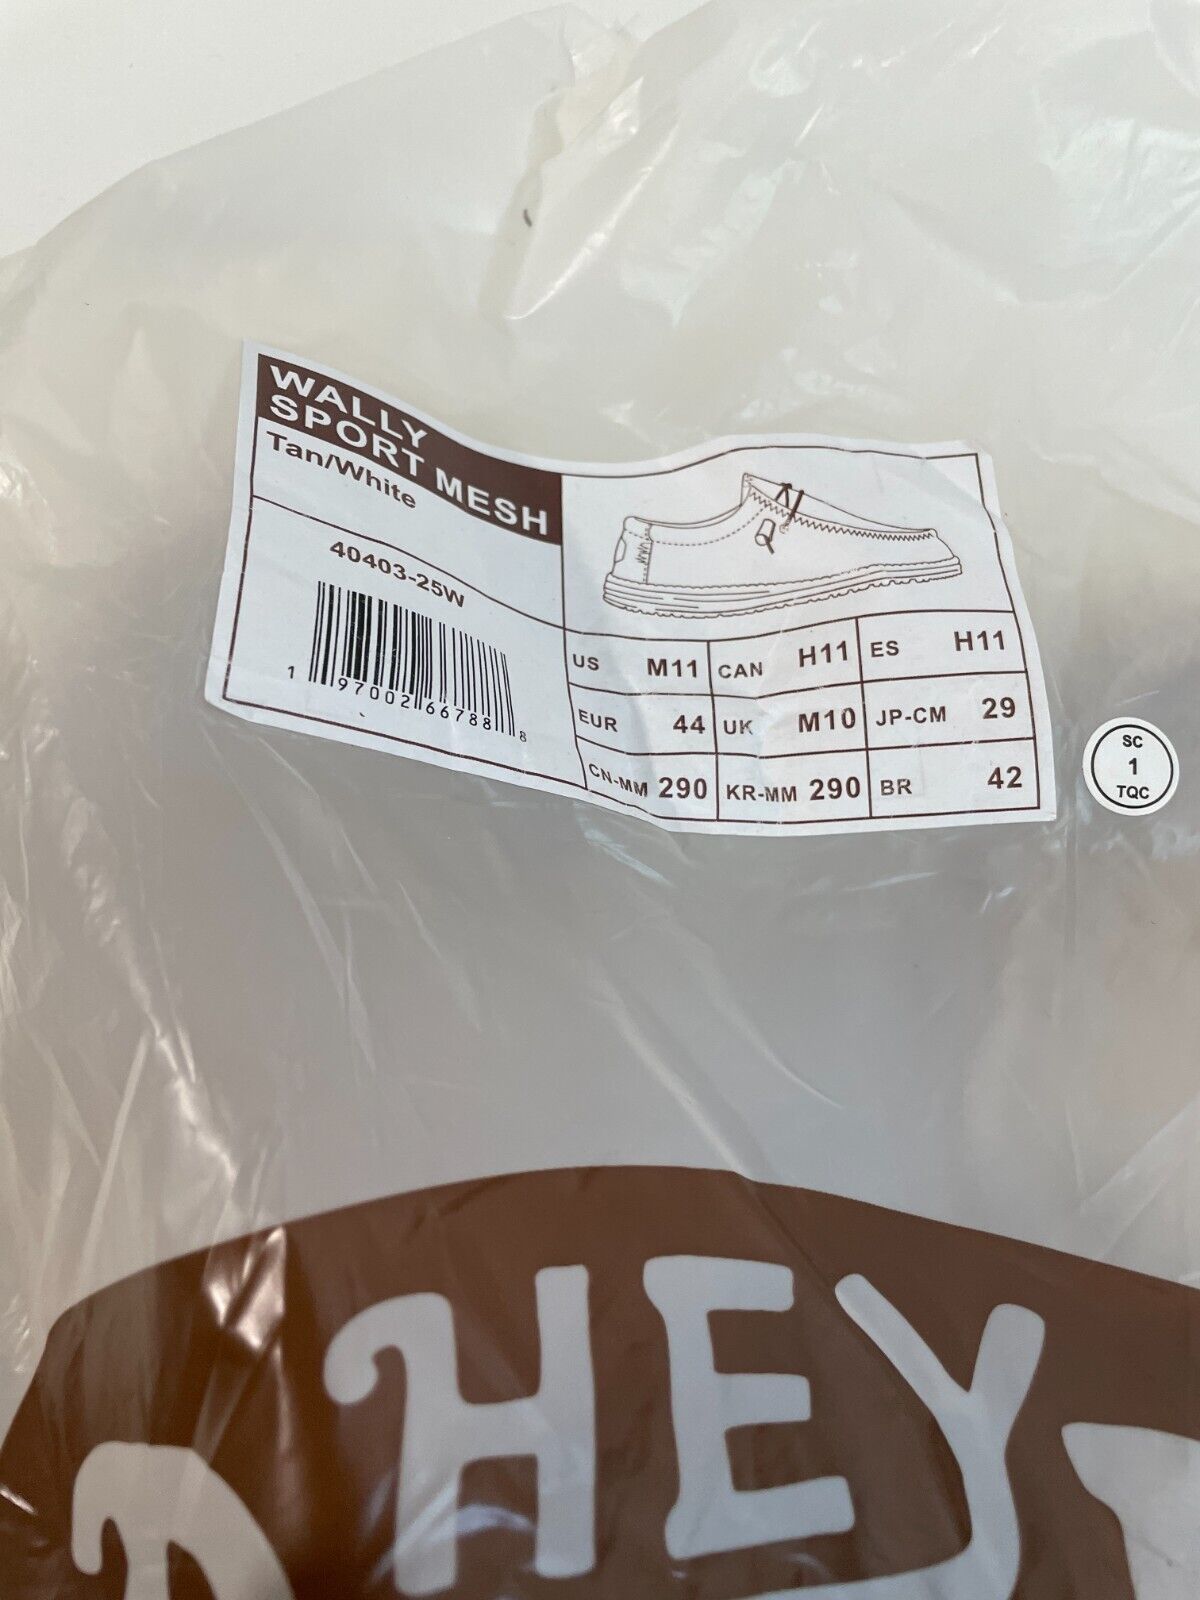 WALLY
SPORT MESH
Tan/White
40403-25W
1 97002 66788 8
US M11 CAN H11 ES H11
EUR 44 UK M10 JP-CM 29
CN-MM 290 KR-MM 290 BR 42
SC
1
TQC
HEY